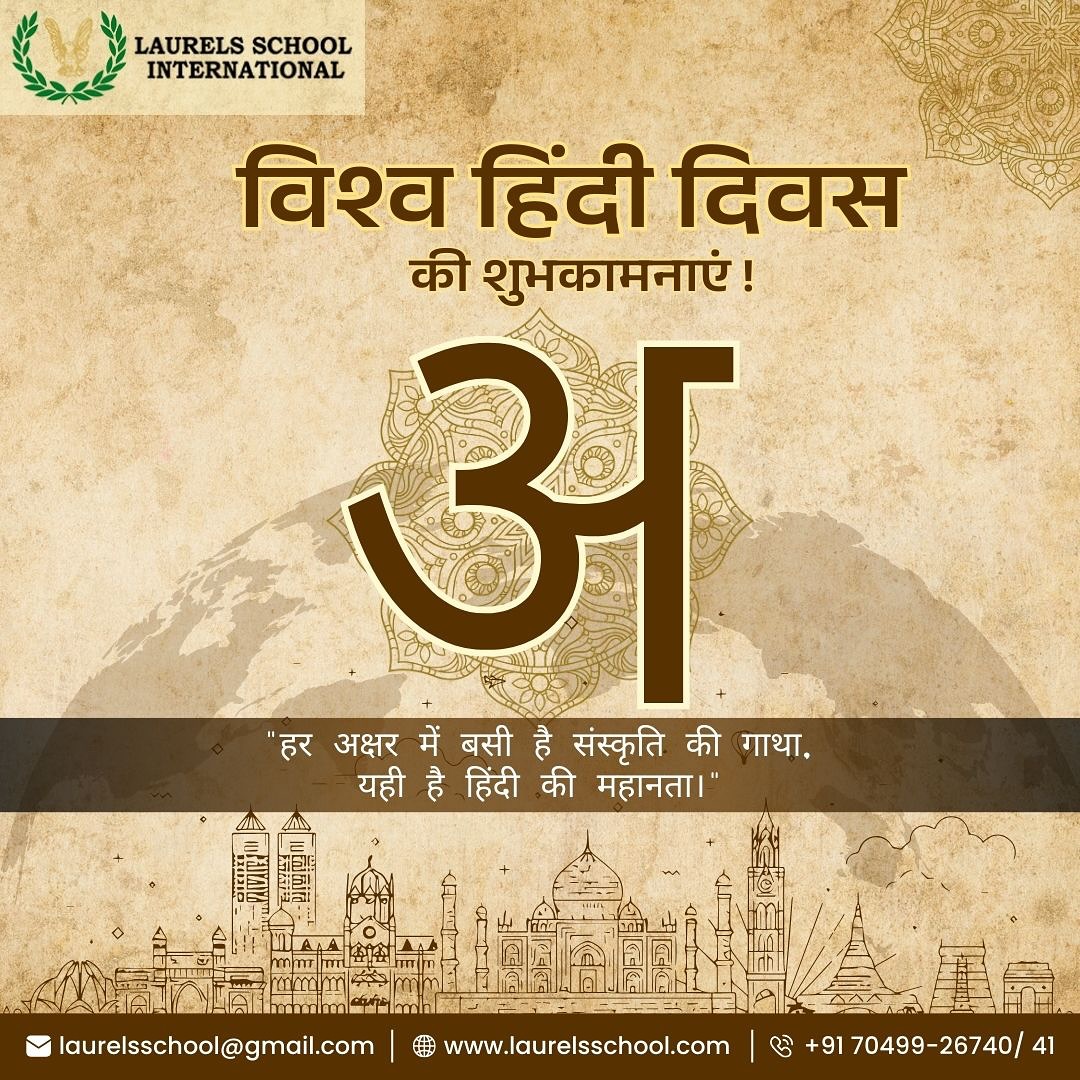 LAURELS SCHOOL
INTERNATIONAL
विश्व हिंदी दिवस
की शुभकामनाएं !
अ
"हर अक्षर में बसी है संस्कृति की गाथा,
यही है हिंदी की महानता।"
laurelsschool@gmail.com | www.laurelsschool.com | +91 70499-26740/ 41